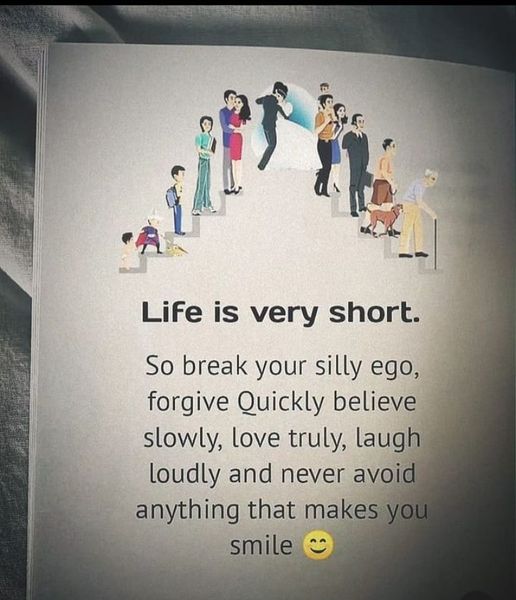 Life is very short.
So break your silly ego,
forgive Quickly believe
slowly, love truly, laugh
loudly and never avoid
anything that makes you
smile 😊